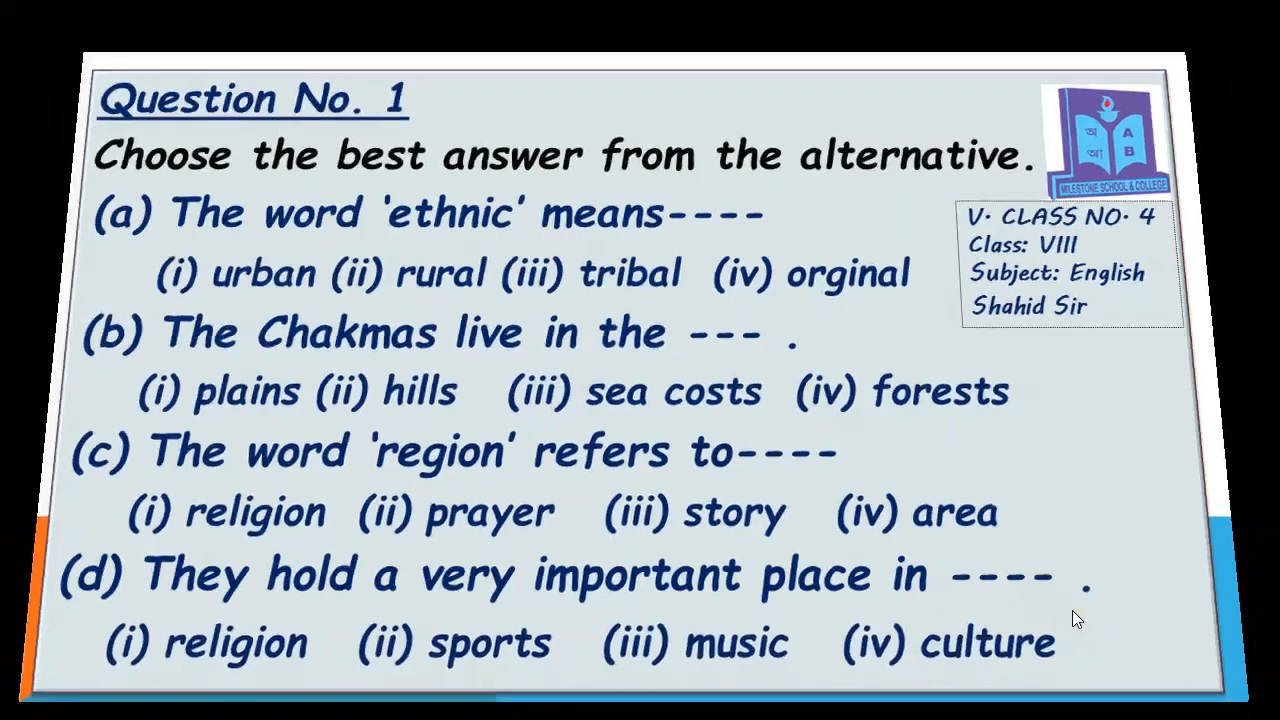 Question No. 1
Choose the best answer from the alternative.
(a) The word 'ethnic' means----
(i) urban (ii) rural (iii) tribal (iv) orginal
(b) The Chakmas live in the --- .
(i) plains (ii) hills (iii) sea costs (iv) forests
(c) The word 'region' refers to----
(i) religion (ii) prayer (iii) story (iv) area
(d) They hold a very important place in ---- .
(i) religion (ii) sports (iii) music (iv) culture
অ A
আ B
MILESTONE SCHOOL & COLLEGE
V. CLASS NO. 4
Class: VIII
Subject: English
Shahid Sir